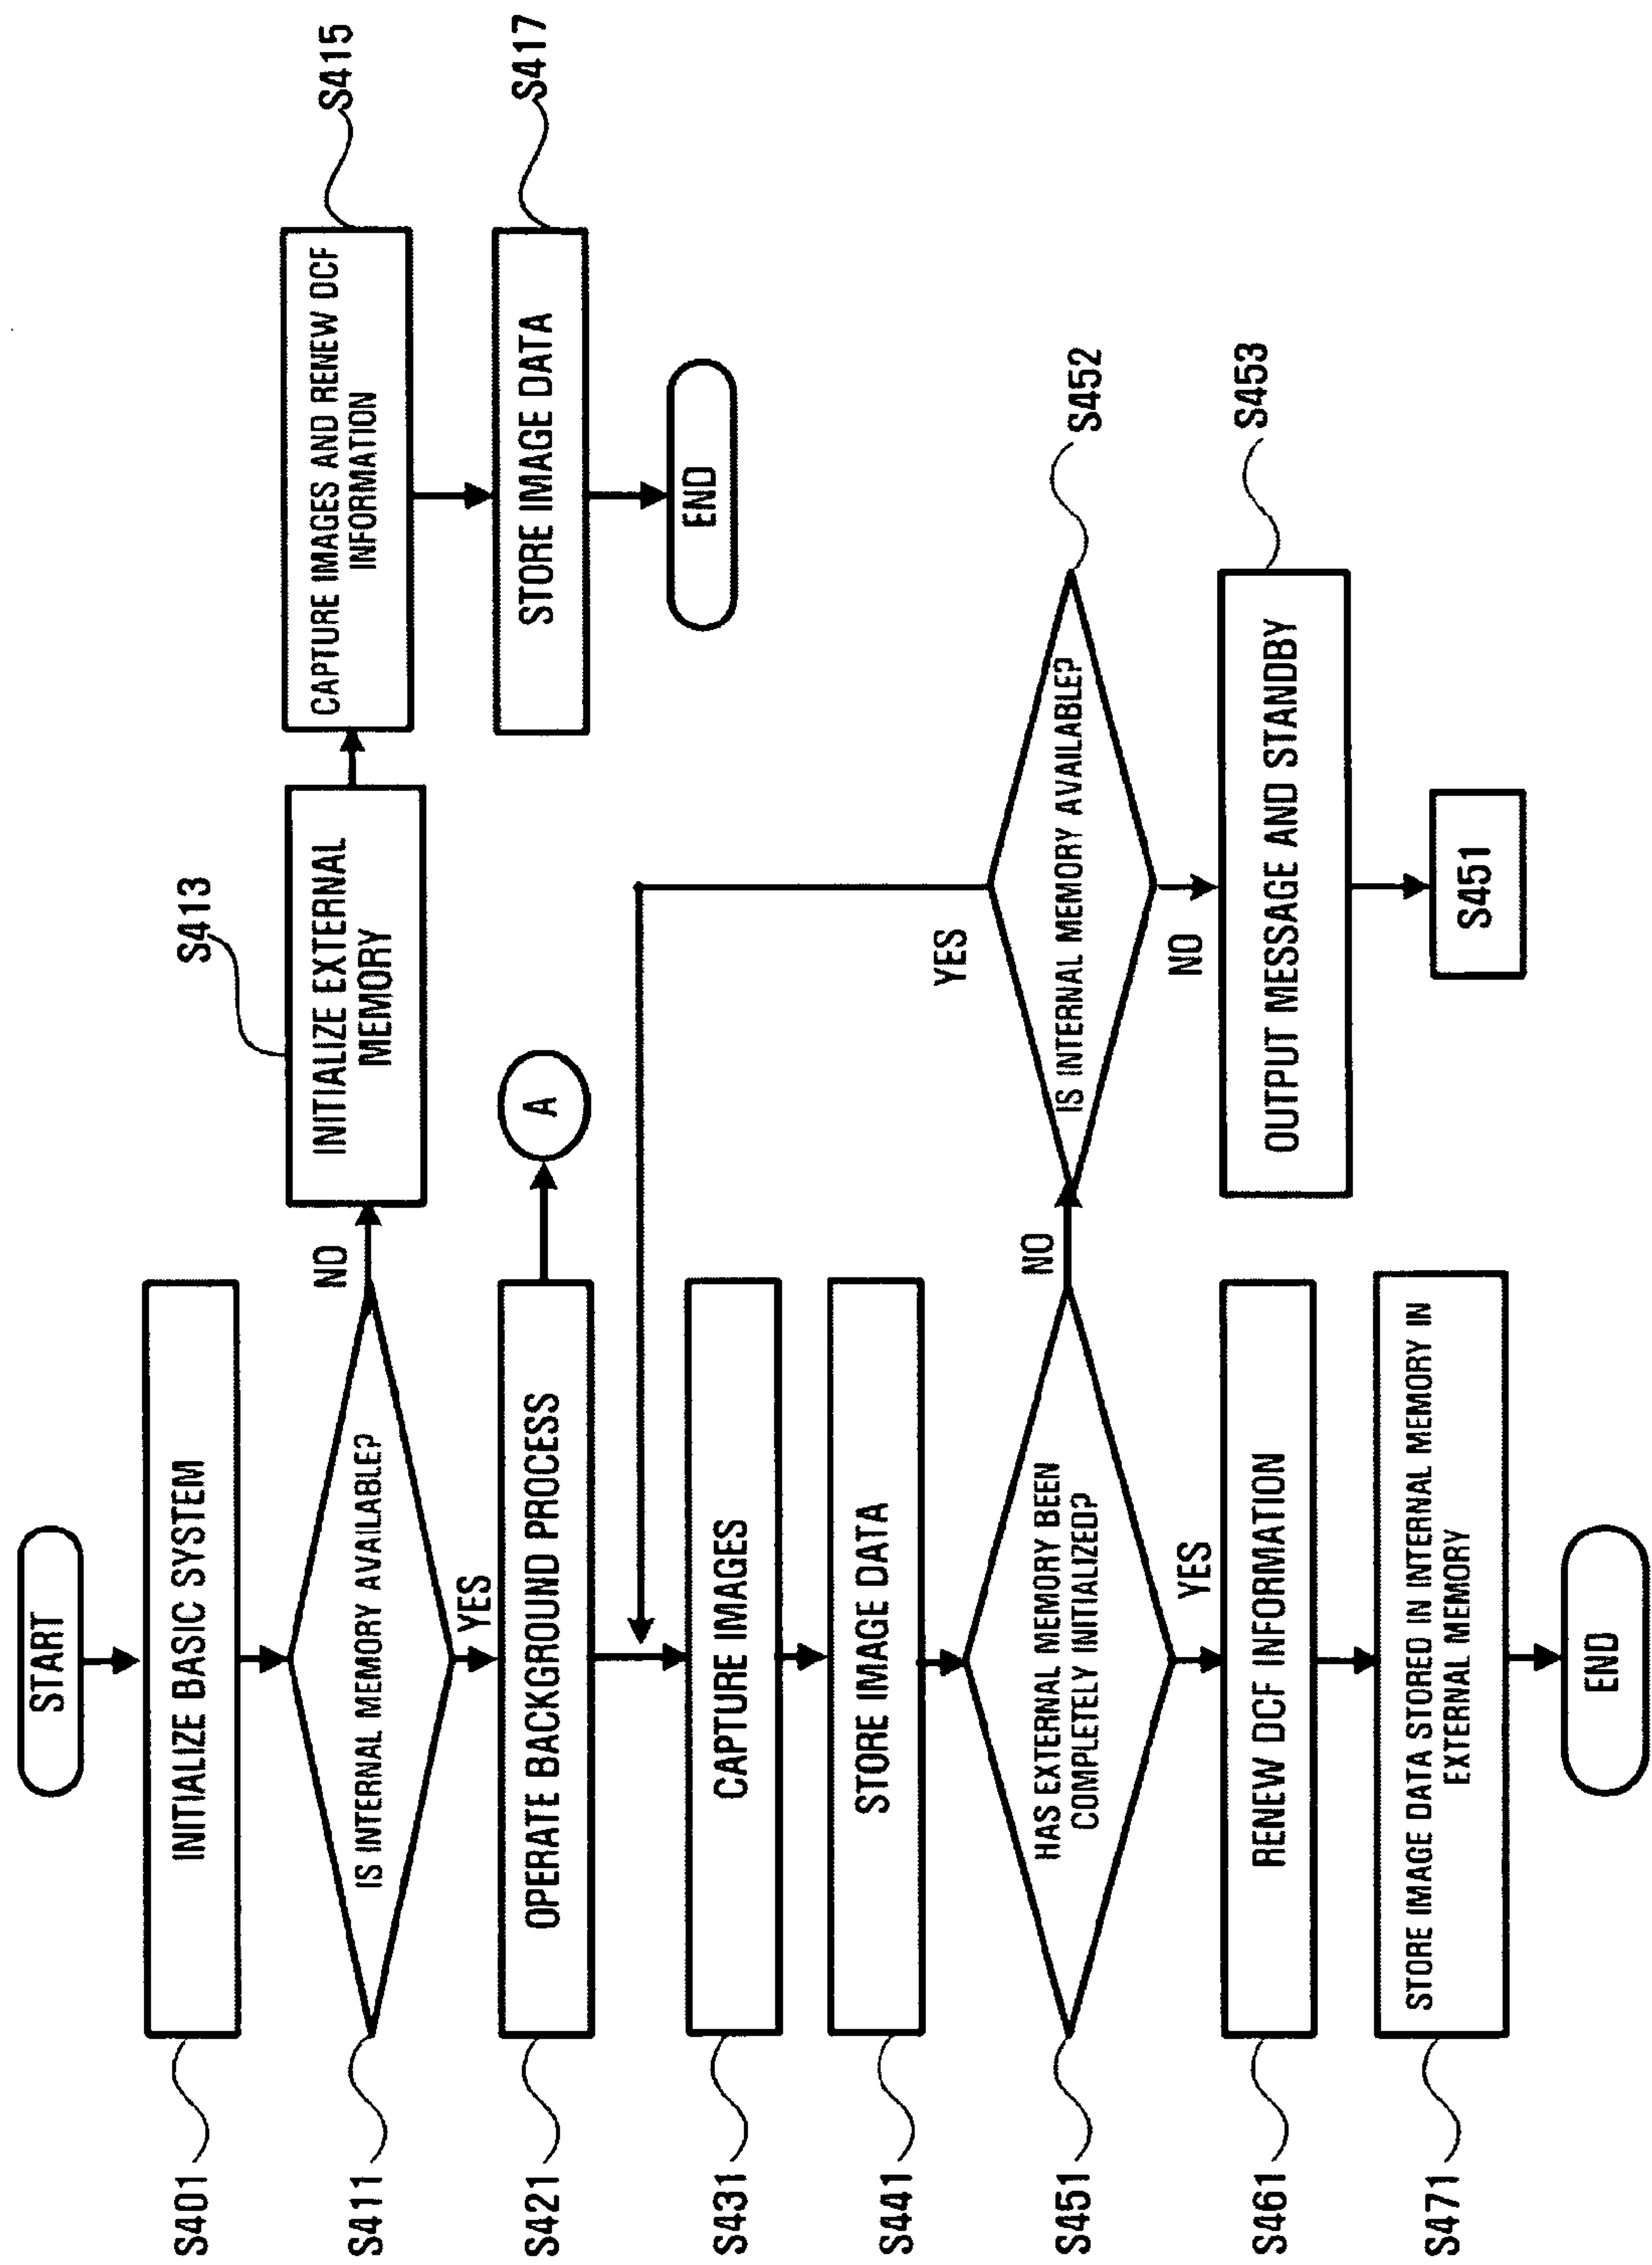 START
S401
INITIALIZE BASIC SYSTEM
S411
IS INTERNAL MEMORY AVAILABLE?
NO
YES
S413
INITIALIZE EXTERNAL
MEMORY
CAPTURE IMAGES AND RENEW DCF
INFORMATION
S415
STORE IMAGE DATA
S417
END
S421
OPERATE BACKGROUND PROCESS
A
S431
CAPTURE IMAGES
S441
STORE IMAGE DATA
S451
HAS EXTERNAL MEMORY BEEN
COMPLETELY INITIALIZED?
NO
YES
IS INTERNAL MEMORY AVAILABLE?
S452
YES
NO
OUTPUT MESSAGE AND STANDBY
S453
S451
S461
RENEW DCF INFORMATION
S471
STORE IMAGE DATA STORED IN INTERNAL MEMORY IN
EXTERNAL MEMORY
END